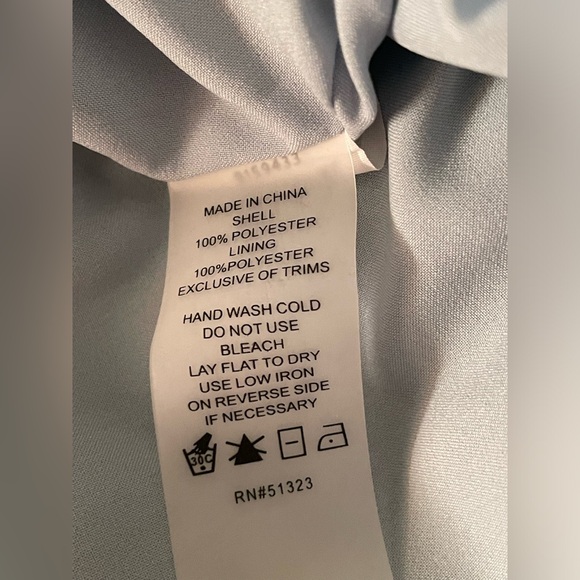 MADE IN CHINA
SHELL
100% POLYESTER
LINING
100%POLYESTER
EXCLUSIVE OF TRIMS
HAND WASH COLD
DO NOT USE
BLEACH
LAY FLAT TO DRY
USE LOW IRON
ON REVERSE SIDE
IF NECESSARY
30C
RN#51323